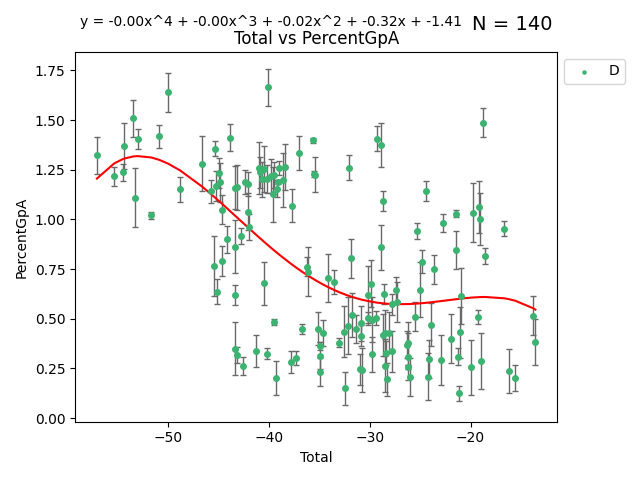 y = -0.00x^4 + -0.00x^3 + -0.02x^2 + -0.32x + -1.41 N = 140
Total vs PercentGpA
D
1.75
1.50
1.25
1.00
0.75
0.50
0.25
0.00
PercentGpA
−50 −40 −30 −20
Total